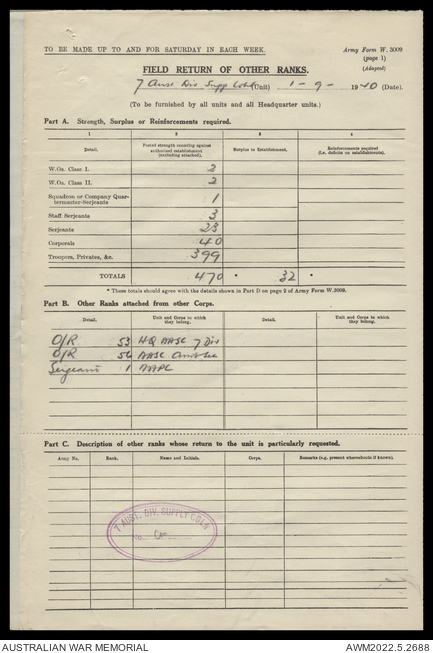 TO BE MADE UP TO AND FOR SATURDAY IN EACH WEEK.
Army Form W. 3009
(page 1)
(Adapted)
FIELD RETURN OF OTHER RANKS.
7 Aust Div Supp Col (Unit) 1-9-1940 (Date).
(To be furnished by all units and all Headquarter units.)
Part A. Strength, Surplus or Reinforcements required.
1 2 3 4
Detail. Posted strength counting against authorized establishment (excluding attached). Surplus to Establishment. Reinforcements required (i.e. deficits on establishments).
W.Os. Class I. 2
W.Os. Class II. 2
Squadron or Company Quar-
termaster-Serjeants 1
Staff Serjeants 3
Serjeants 23
Corporals 40
Troopers, Privates, &c. 399
TOTALS 470 * 32 *
* These totals should agree with the details shown in Part D on page 2 of Army Form W.3009.
Part B. Other Ranks attached from other Corps.
Detail. Unit and Corps to which they belong. Detail. Unit and Corps to which they belong.
O/R 53 HQ AASC 7 Div
O/R 56 AASC
Sergeant 1 AAPC
Part C. Description of other ranks whose return to the unit is particularly requested.
Army No. Rank. Name and Initials. Corps. Remarks (e.g. present whereabouts if known).
7 AUST. DIV. SUPPLY COLN
No.
AUSTRALIAN WAR MEMORIAL
AWM2022.5.2688